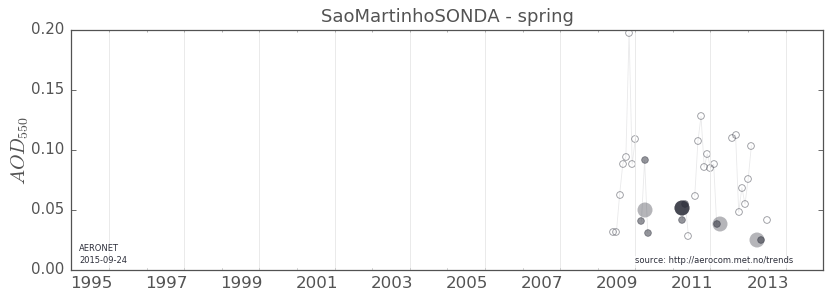 SaoMartinhoSONDA - spring
0.20
0.15
0.10
0.05
0.00
AOD550
AERONET
2015-09-24
source: http://aerocom.met.no/trends
1995 1997 1999 2001 2003 2005 2007 2009 2011 2013